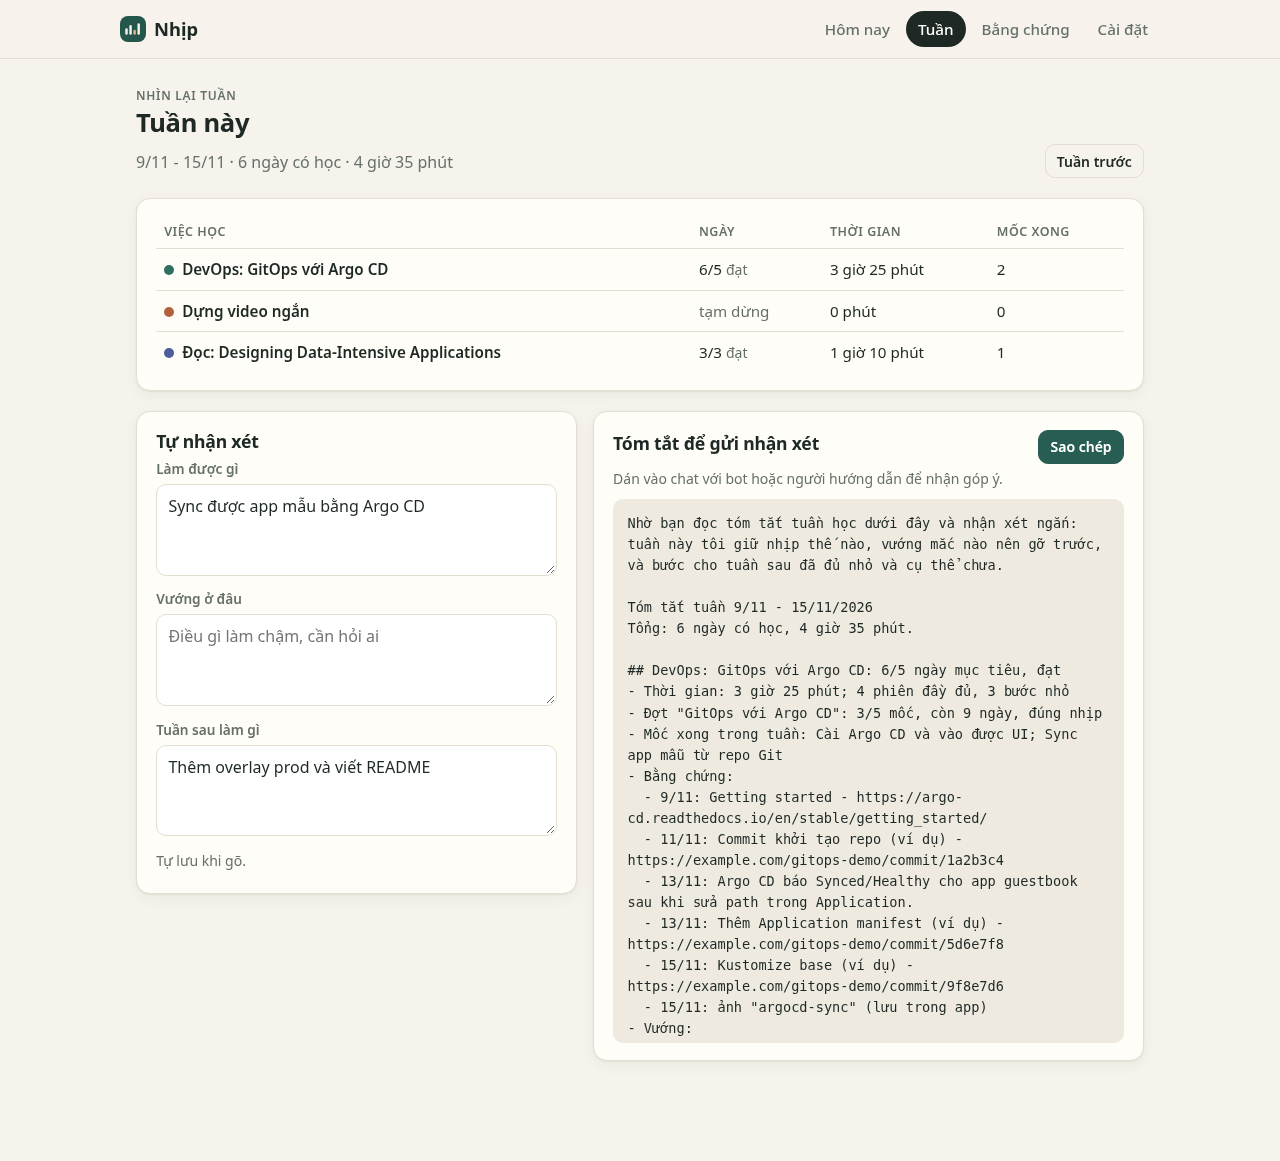 Nhịp
Hôm nay
Tuần
Bằng chứng
Cài đặt
NHÌN LẠI TUẦN
Tuần này
9/11 - 15/11 · 6 ngày có học · 4 giờ 35 phút
Tuần trước
VIỆC HỌC NGÀY THỜI GIAN MỐC XONG
DevOps: GitOps với Argo CD 6/5 đạt 3 giờ 25 phút 2
Dựng video ngắn tạm dừng 0 phút 0
Đọc: Designing Data-Intensive Applications 3/3 đạt 1 giờ 10 phút 1
Tự nhận xét
Làm được gì
Sync được app mẫu bằng Argo CD
Vướng ở đâu
Điều gì làm chậm, cần hỏi ai
Tuần sau làm gì
Thêm overlay prod và viết README
Tự lưu khi gõ.
Tóm tắt để gửi nhận xét
Sao chép
Dán vào chat với bot hoặc người hướng dẫn để nhận góp ý.
Nhờ bạn đọc tóm tắt tuần học dưới đây và nhận xét ngắn:
tuần này tôi giữ nhịp thế nào, vướng mắc nào nên gỡ trước,
và bước cho tuần sau đã đủ nhỏ và cụ thể chưa.
Tóm tắt tuần 9/11 - 15/11/2026
Tổng: 6 ngày có học, 4 giờ 35 phút.
## DevOps: GitOps với Argo CD: 6/5 ngày mục tiêu, đạt
- Thời gian: 3 giờ 25 phút; 4 phiên đầy đủ, 3 bước nhỏ
- Đợt "GitOps với Argo CD": 3/5 mốc, còn 9 ngày, đúng nhịp
- Mốc xong trong tuần: Cài Argo CD và vào được UI; Sync
app mẫu từ repo Git
- Bằng chứng:
- 9/11: Getting started - https://argo-
cd.readthedocs.io/en/stable/getting_started/
- 11/11: Commit khởi tạo repo (ví dụ) -
https://example.com/gitops-demo/commit/1a2b3c4
- 13/11: Argo CD báo Synced/Healthy cho app guestbook
sau khi sửa path trong Application.
- 13/11: Thêm Application manifest (ví dụ) -
https://example.com/gitops-demo/commit/5d6e7f8
- 15/11: Kustomize base (ví dụ) -
https://example.com/gitops-demo/commit/9f8e7d6
- 15/11: ảnh "argocd-sync" (lưu trong app)
- Vướng: